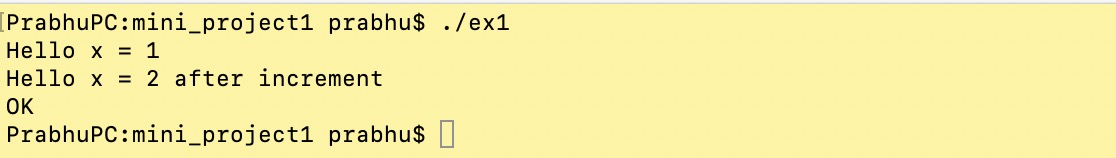 [PrabhuPC:mini_project1 prabhu$ ./ex1
Hello x = 1
Hello x = 2 after increment
OK
PrabhuPC:mini_project1 prabhu$